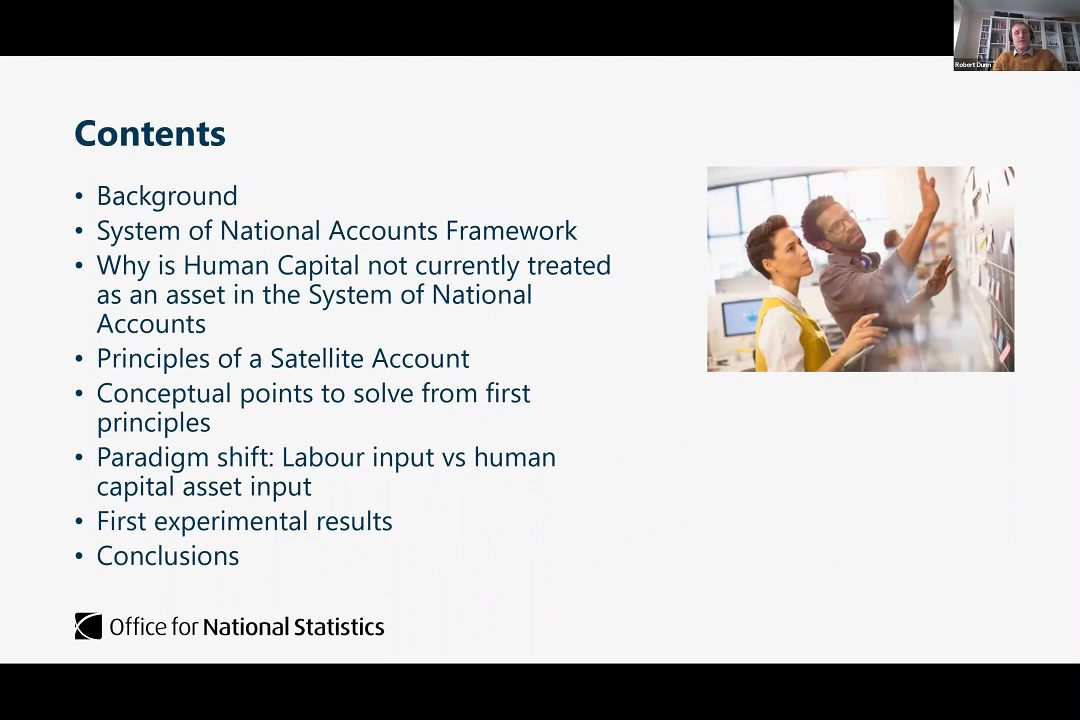 Robert Dunn
Contents
• Background
• System of National Accounts Framework
• Why is Human Capital not currently treated
as an asset in the System of National
Accounts
• Principles of a Satellite Account
• Conceptual points to solve from first
principles
• Paradigm shift: Labour input vs human
capital asset input
• First experimental results
• Conclusions
Office for National Statistics